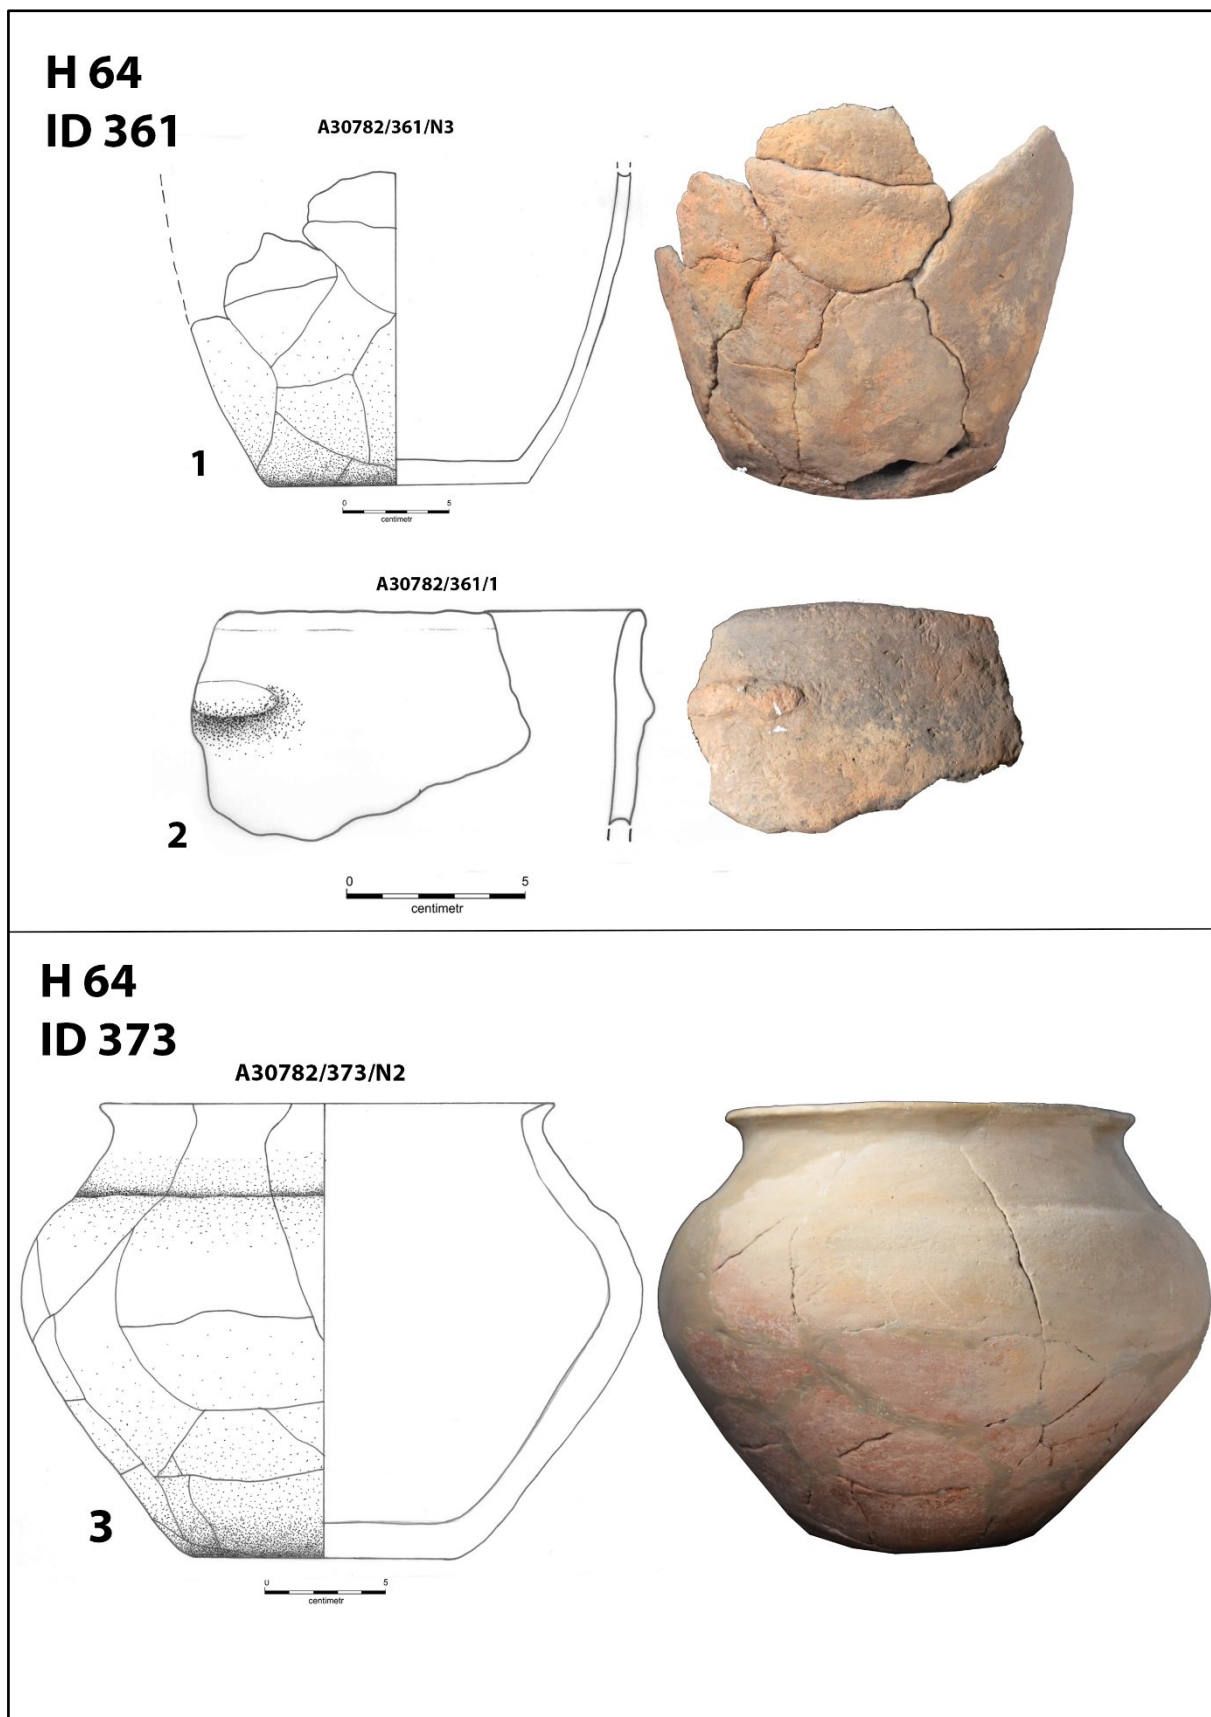 H 64
ID 361
A30782/361/N3
1
0 5
centimetr
A30782/361/1
2
0 5
centimetr
H 64
ID 373
A30782/373/N2
3
0 5
centimetr